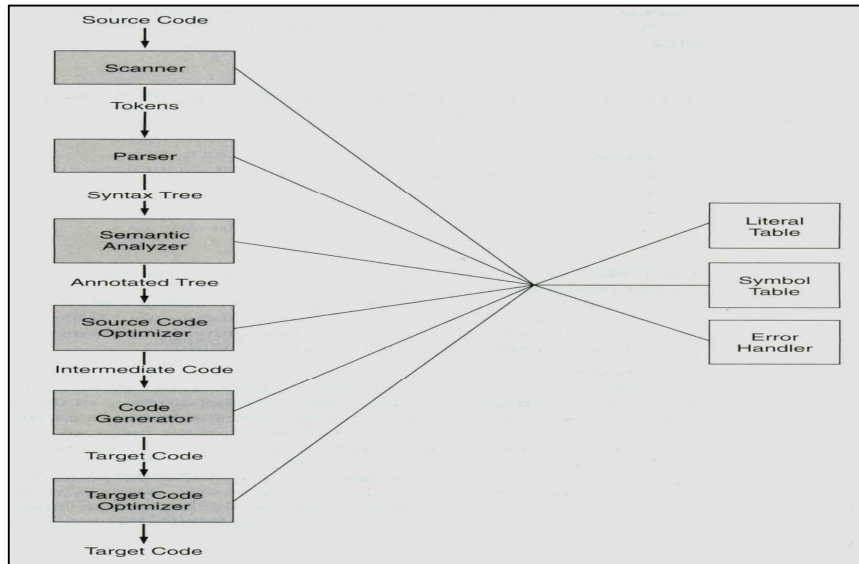 Source Code
Scanner
Tokens
Parser
Syntax Tree
Semantic
Analyzer
Annotated Tree
Source Code
Optimizer
Intermediate Code
Code
Generator
Target Code
Target Code
Optimizer
Target Code
Literal
Table
Symbol
Table
Error
Handler